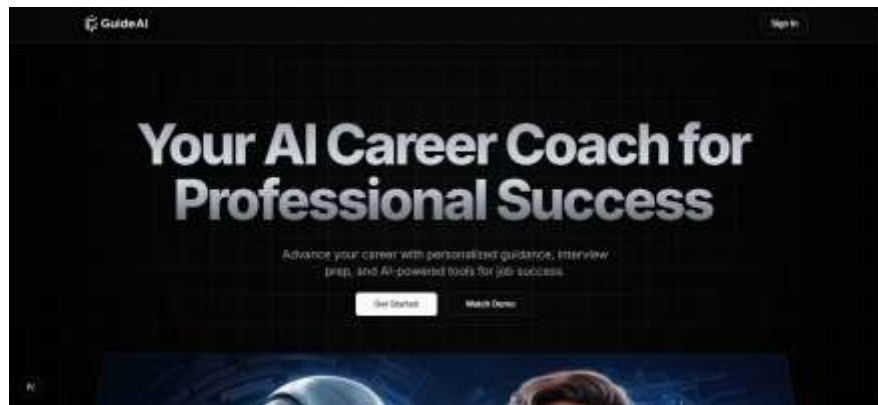 GuideAI
Sign In
Your AI Career Coach for
Professional Success
Advance your career with personalized guidance, interview
prep, and AI-powered tools for job success.
Get Started
Watch Demo
N